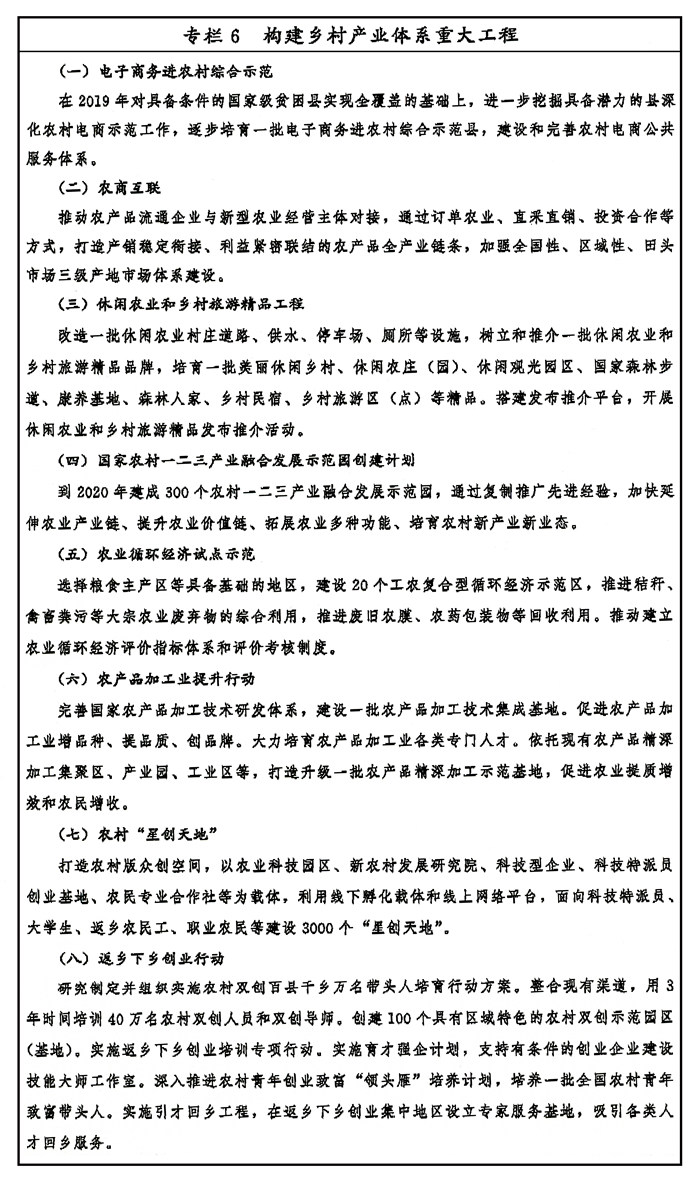 专栏6 构建乡村产业体系重大工程
（一）电子商务进农村综合示范
在2019年对具备条件的国家级贫困县实现全覆盖的基础上，进一步挖掘具备潜力的县深
化农村电商示范工作，逐步培育一批电子商务进农村综合示范县，建设和完善农村电商公共
服务体系。
（二）农商互联
推动农产品流通企业与新型农业经营主体对接，通过订单农业、直采直销、投资合作等
方式，打造产销稳定衔接、利益紧密联结的农产品全产业链条，加强全国性、区域性、田头
市场三级产地市场体系建设。
（三）休闲农业和乡村旅游精品工程
改造一批休闲农业村庄道路、供水、停车场、厕所等设施，树立和推介一批休闲农业和
乡村旅游精品品牌，培育一批美丽休闲乡村、休闲农庄（园）、休闲观光园区、国家森林步
道、康养基地、森林人家、乡村民宿、乡村旅游区（点）等精品。搭建发布推介平台，开展
休闲农业和乡村旅游精品发布推介活动。
（四）国家农村一二三产业融合发展示范园创建计划
到2020年建成300个农村一二三产业融合发展示范园，通过复制推广先进经验，加快延
伸农业产业链、提升农业价值链、拓展农业多种功能、培育农村新产业新业态。
（五）农业循环经济试点示范
选择粮食主产区等具备基础的地区，建设20个工农复合型循环经济示范区，推进秸秆、
禽畜粪污等大宗农业废弃物的综合利用，推进废旧农膜、农药包装物等回收利用。推动建立
农业循环经济评价指标体系和评价考核制度。
（六）农产品加工业提升行动
完善国家农产品加工技术研发体系，建设一批农产品加工技术集成基地。促进农产品加
工业增品种、提品质、创品牌。大力培育农产品加工业各类专门人才。依托现有农产品精深
加工集聚区、产业园、工业区等，打造升级一批农产品精深加工示范基地，促进农业提质增
效和农民增收。
（七）农村“星创天地”
打造农村版众创空间，以农业科技园区、新农村发展研究院、科技型企业、科技特派员
创业基地、农民专业合作社等为载体，利用线下孵化载体和线上网络平台，面向科技特派员、
大学生、返乡农民工、职业农民等建设3000个“星创天地”。
（八）返乡下乡创业行动
研究制定并组织实施农村双创百县千乡万名带头人培育行动方案。整合现有渠道，用3
年时间培训40万名农村双创人员和双创导师。创建100个具有区域特色的农村双创示范园区
（基地）。实施返乡下乡创业培训专项行动。实施育才强企计划，支持有条件的创业企业建设
技能大师工作室。深入推进农村青年创业致富“领头雁”培养计划，培养一批全国农村青年
致富带头人。实施引才回乡工程，在返乡下乡创业集中地区设立专家服务基地，吸引各类人
才回乡服务。